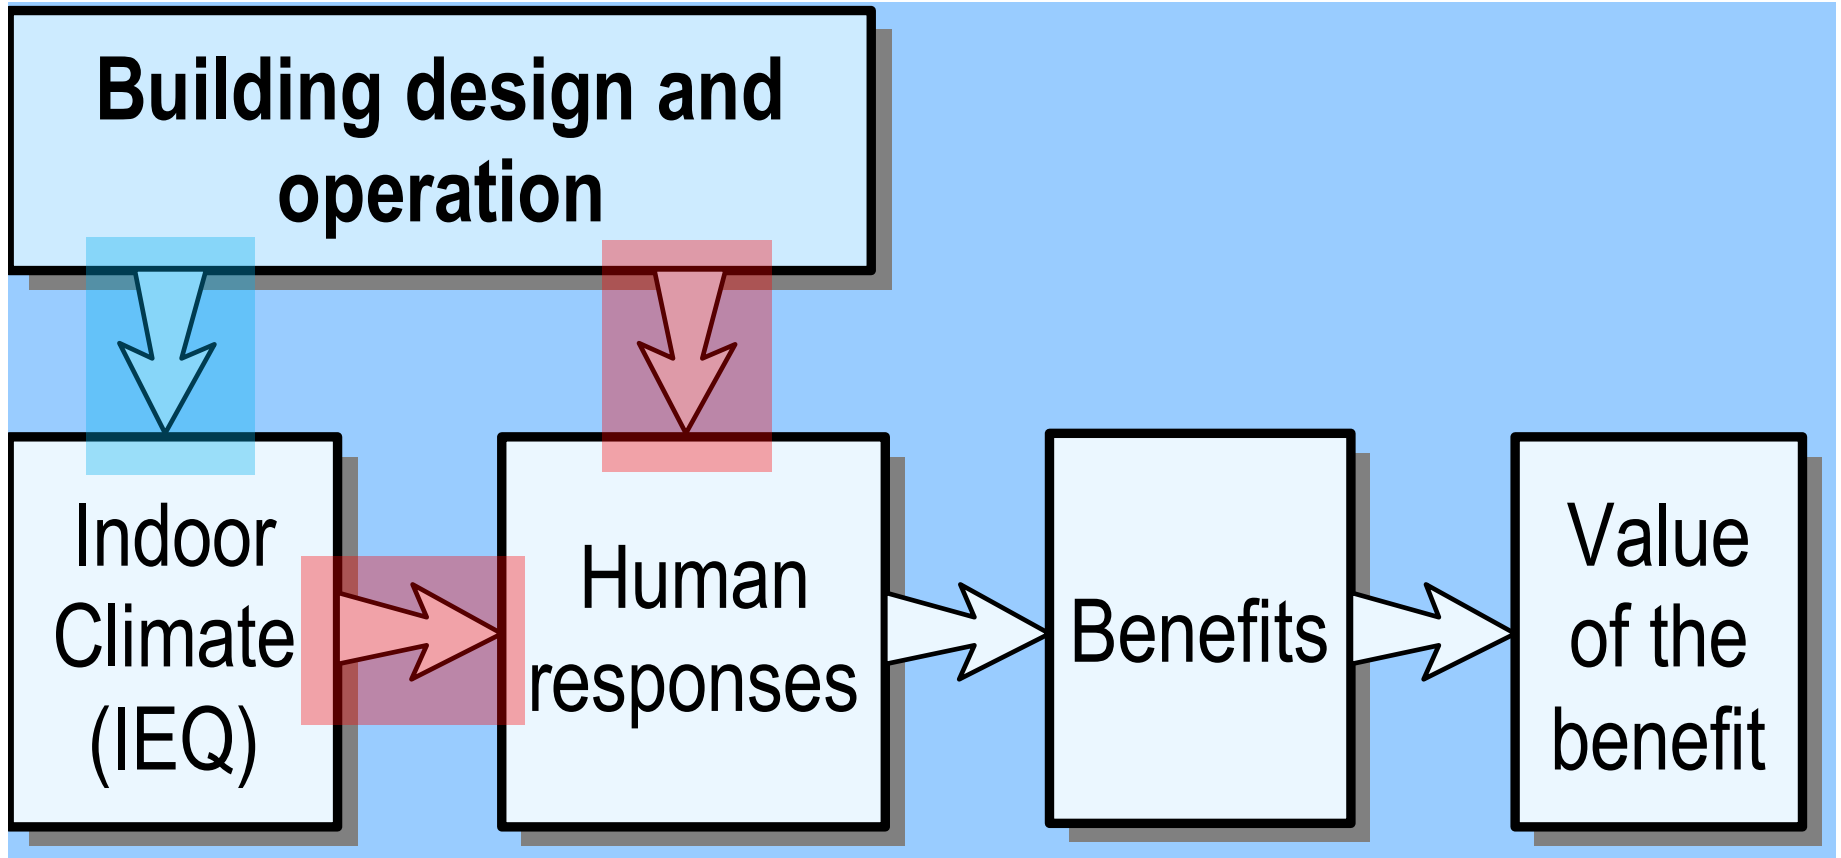 Building design and
operation
Indoor
Climate
(IEQ)
Human
responses
Benefits
Value
of the
benefit